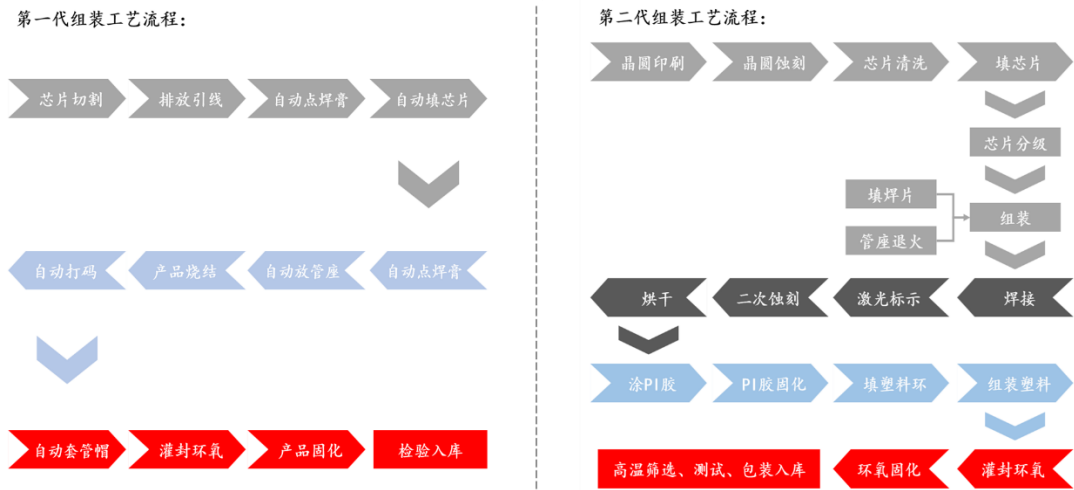 第一代组装工艺流程：
芯片切割
排放引线
自动点焊膏
自动填芯片
自动打码
产品烧结
自动放管座
自动点焊膏
自动套管帽
灌封环氧
产品固化
检验入库
第二代组装工艺流程：
晶圆印刷
晶圆蚀刻
芯片清洗
填芯片
芯片分级
填焊片
管座退火
组装
烘干
二次蚀刻
激光标示
焊接
涂PI胶
PI胶固化
填塑料环
组装塑料
高温筛选、测试、包装入库
环氧固化
灌封环氧